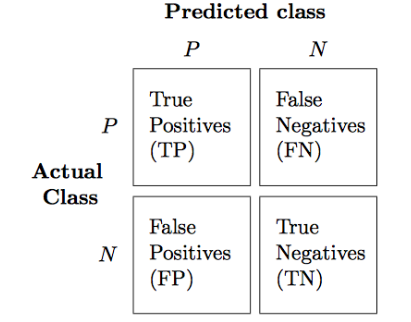 Predicted class
P N
True
Positives
(TP)
False
Negatives
(FN)
P
Actual
Class
False
Positives
(FP)
True
Negatives
(TN)
N